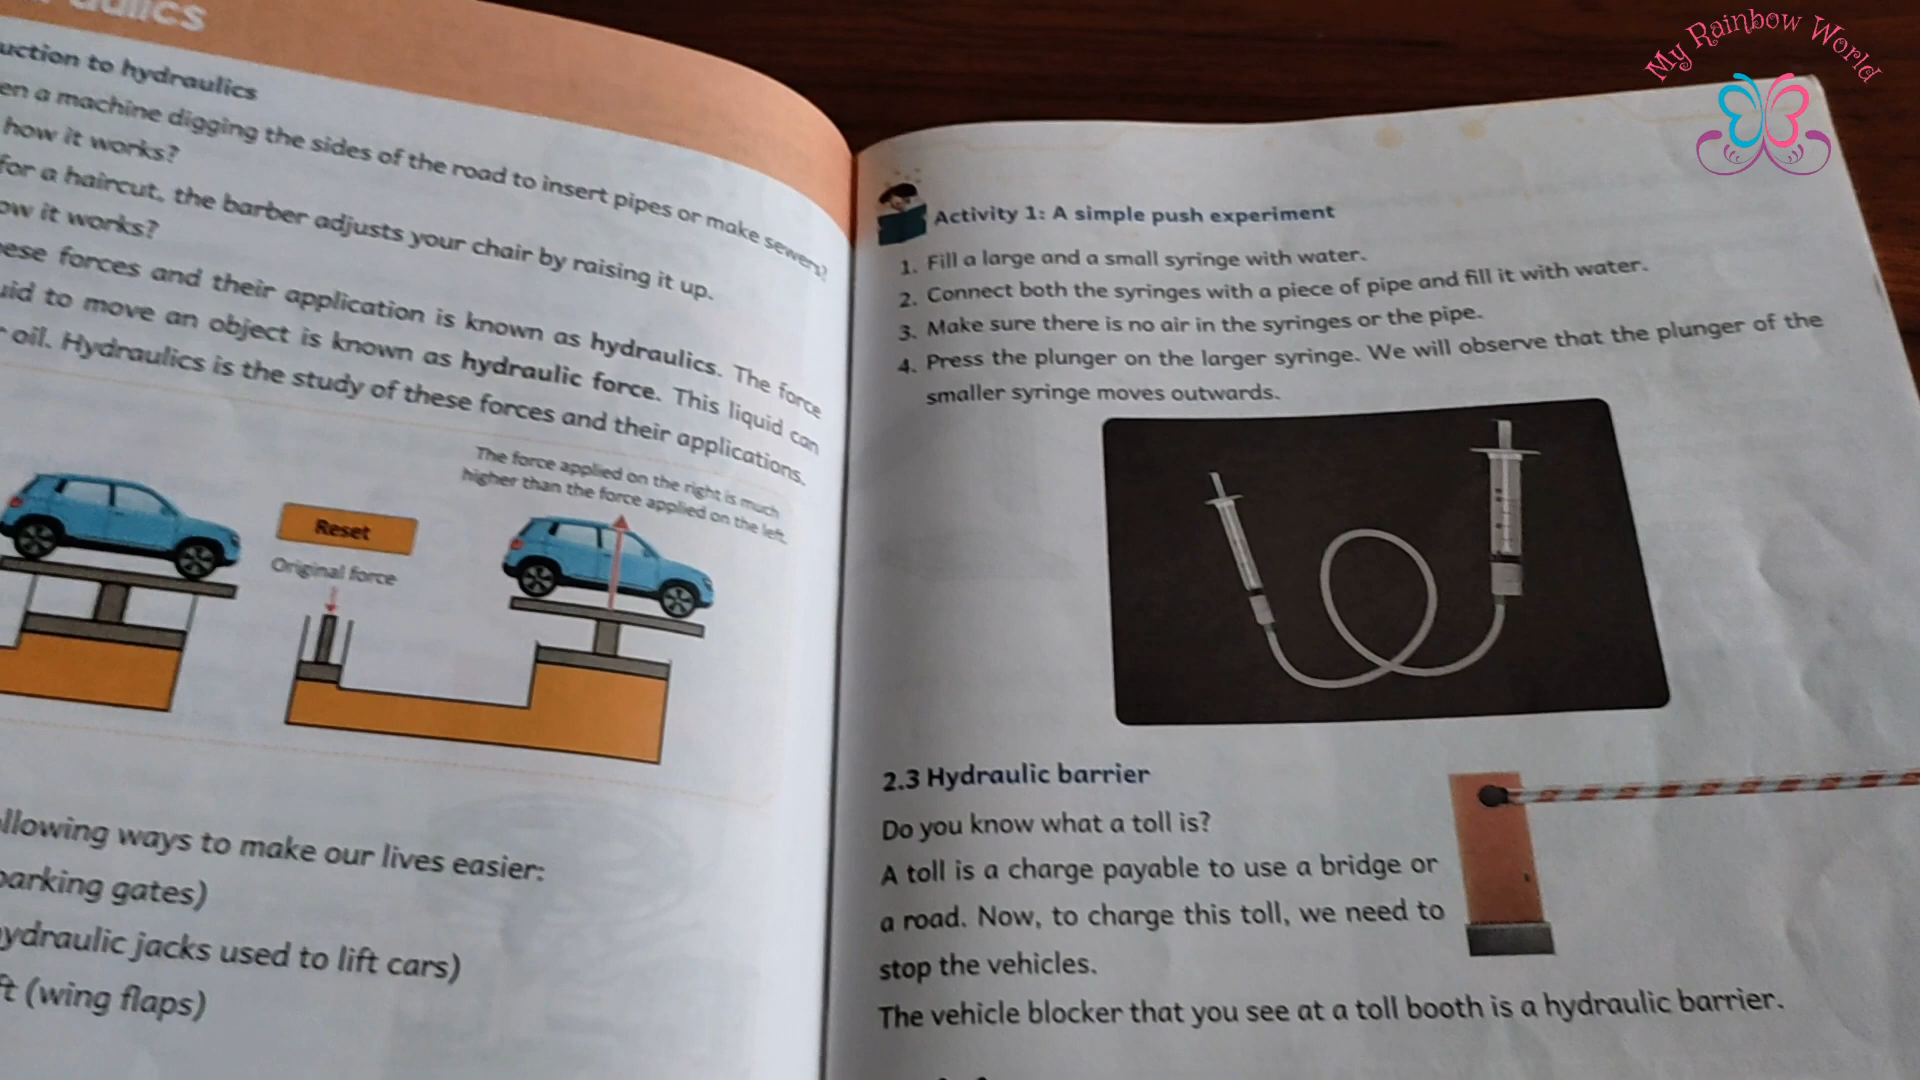 uction to hydraulics
en a machine digging the sides of the road to insert pipes or make sewers?
how it works?
for a haircut, the barber adjusts your chair by raising it up.
ow it works?
ese forces and their application is known as hydraulics. The force
uid to move an object is known as hydraulic force. This liquid can
r oil. Hydraulics is the study of these forces and their applications.
The force applied on the right is much
higher than the force applied on the left.
Reset
Original force
llowing ways to make our lives easier:
parking gates)
ydraulic jacks used to lift cars)
ft (wing flaps)
Activity 1: A simple push experiment
1. Fill a large and a small syringe with water.
2. Connect both the syringes with a piece of pipe and fill it with water.
3. Make sure there is no air in the syringes or the pipe.
4. Press the plunger on the larger syringe. We will observe that the plunger of the
smaller syringe moves outwards.
2.3 Hydraulic barrier
Do you know what a toll is?
A toll is a charge payable to use a bridge or
a road. Now, to charge this toll, we need to
stop the vehicles.
The vehicle blocker that you see at a toll booth is a hydraulic barrier.
My Rainbow World